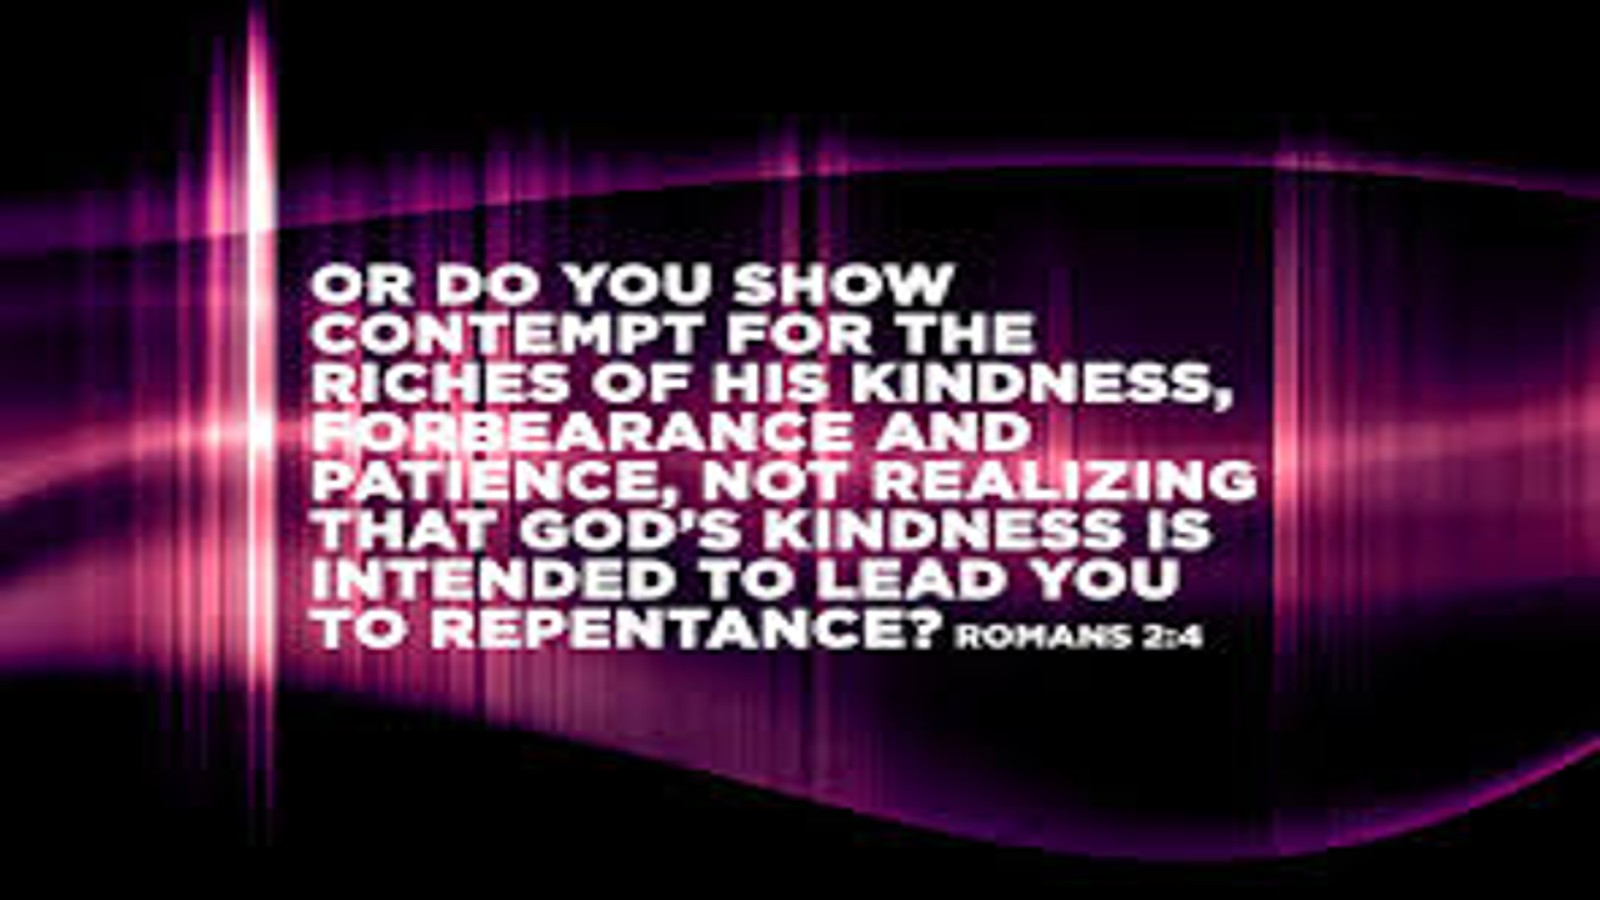 OR DO YOU SHOW
CONTEMPT FOR THE
RICHES OF HIS KINDNESS,
FORBEARANCE AND
PATIENCE, NOT REALIZING
THAT GOD'S KINDNESS IS
INTENDED TO LEAD YOU
TO REPENTANCE? ROMANS 2:4